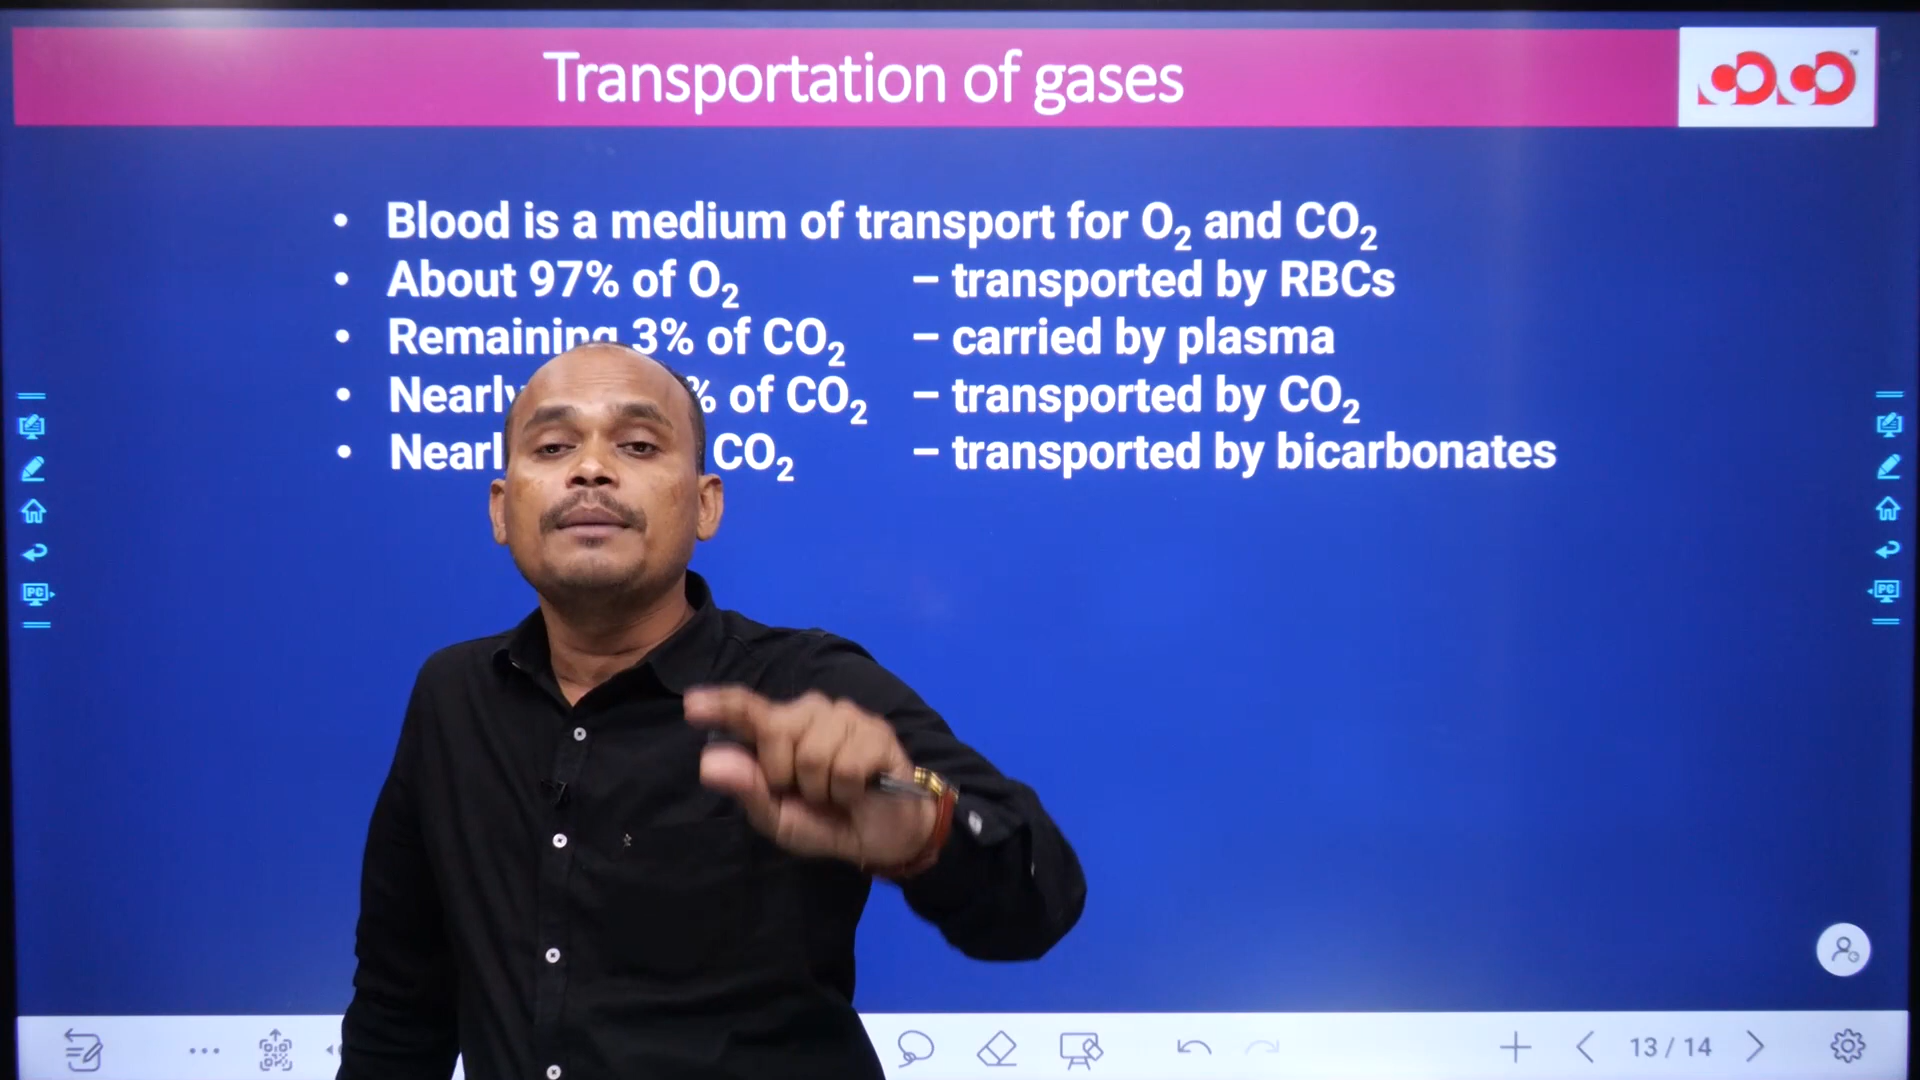 Transportation of gases
• Blood is a medium of transport for O₂ and CO₂
• About 97% of O₂ – transported by RBCs
• Remaining 3% of CO₂ – carried by plasma
• Nearly % of CO₂ – transported by CO₂
• CO₂ – transported by bicarbonates
PC
PC
13 / 14